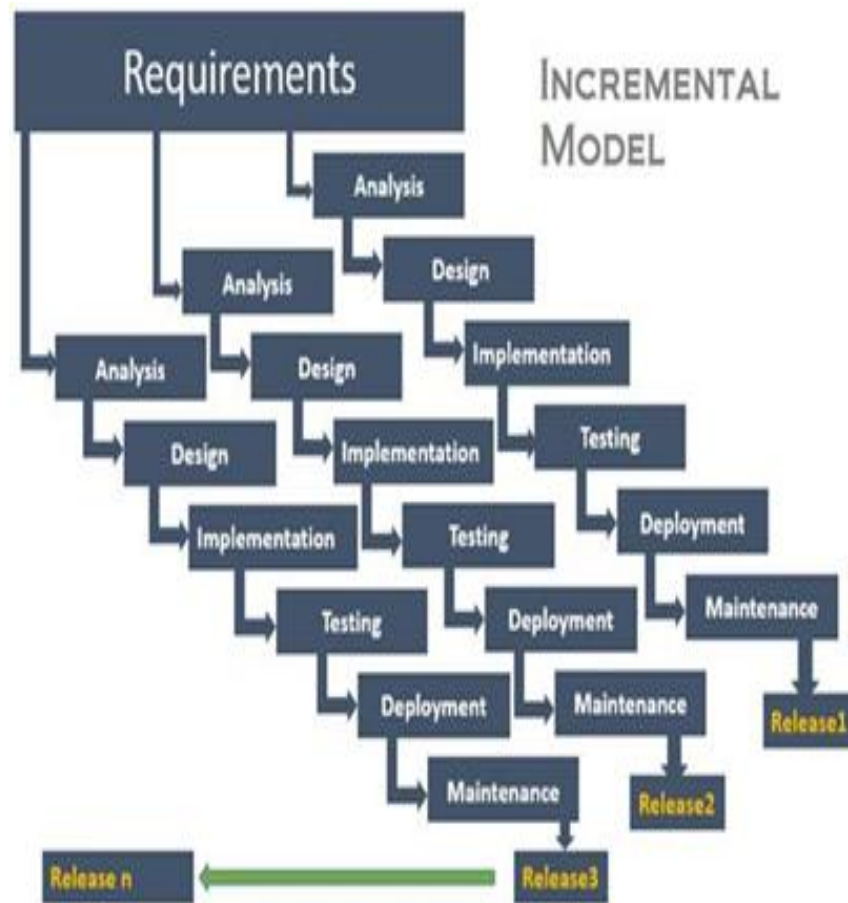 Requirements
INCREMENTAL
MODEL
Analysis
Design
Implementation
Testing
Deployment
Maintenance
Release1
Analysis
Design
Implementation
Testing
Deployment
Maintenance
Release2
Analysis
Design
Implementation
Testing
Deployment
Maintenance
Release3
Release n